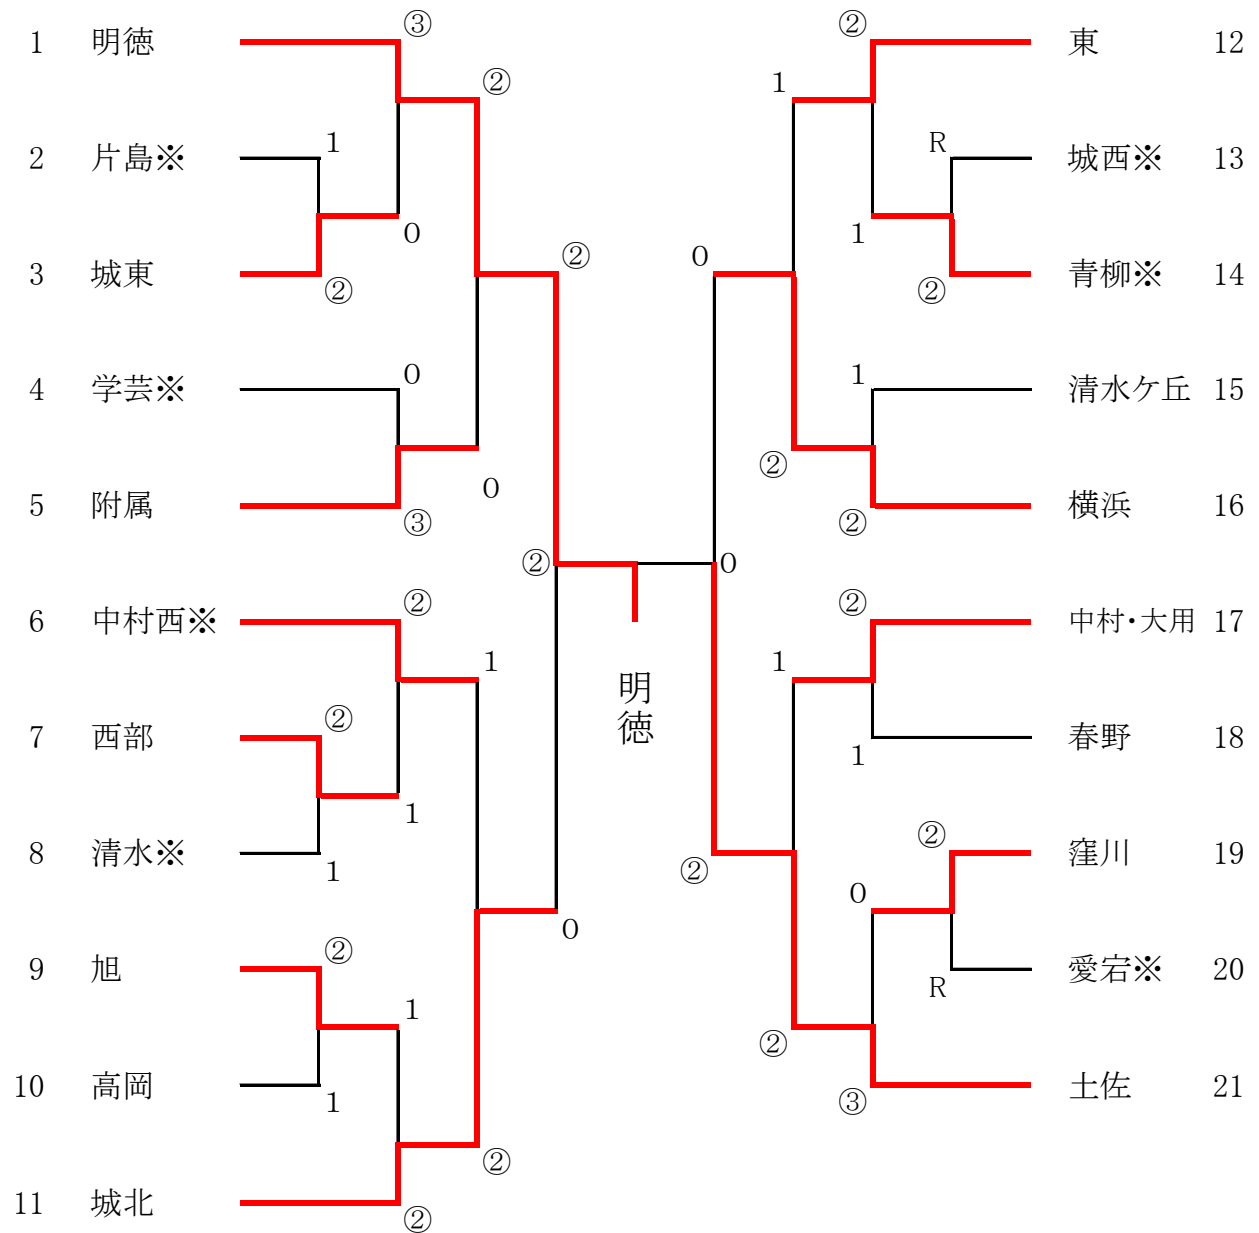 1 明徳 ③
②
2 片島※ 1
0
3 城東 ②
②
4 学芸※ 0
0
5 附属 ③
②
6 中村西※ ②
1
7 西部 ②
1
8 清水※ 1
0
9 旭 ②
1
10 高岡 1
②
11 城北 ②
明徳
② 東 12
1
R 城西※ 13
1
② 青柳※ 14
0
1 清水ケ丘 15
②
② 横浜 16
0
② 中村・大用 17
1
1 春野 18
②
② 窪川 19
0
R 愛宕※ 20
②
③ 土佐 21